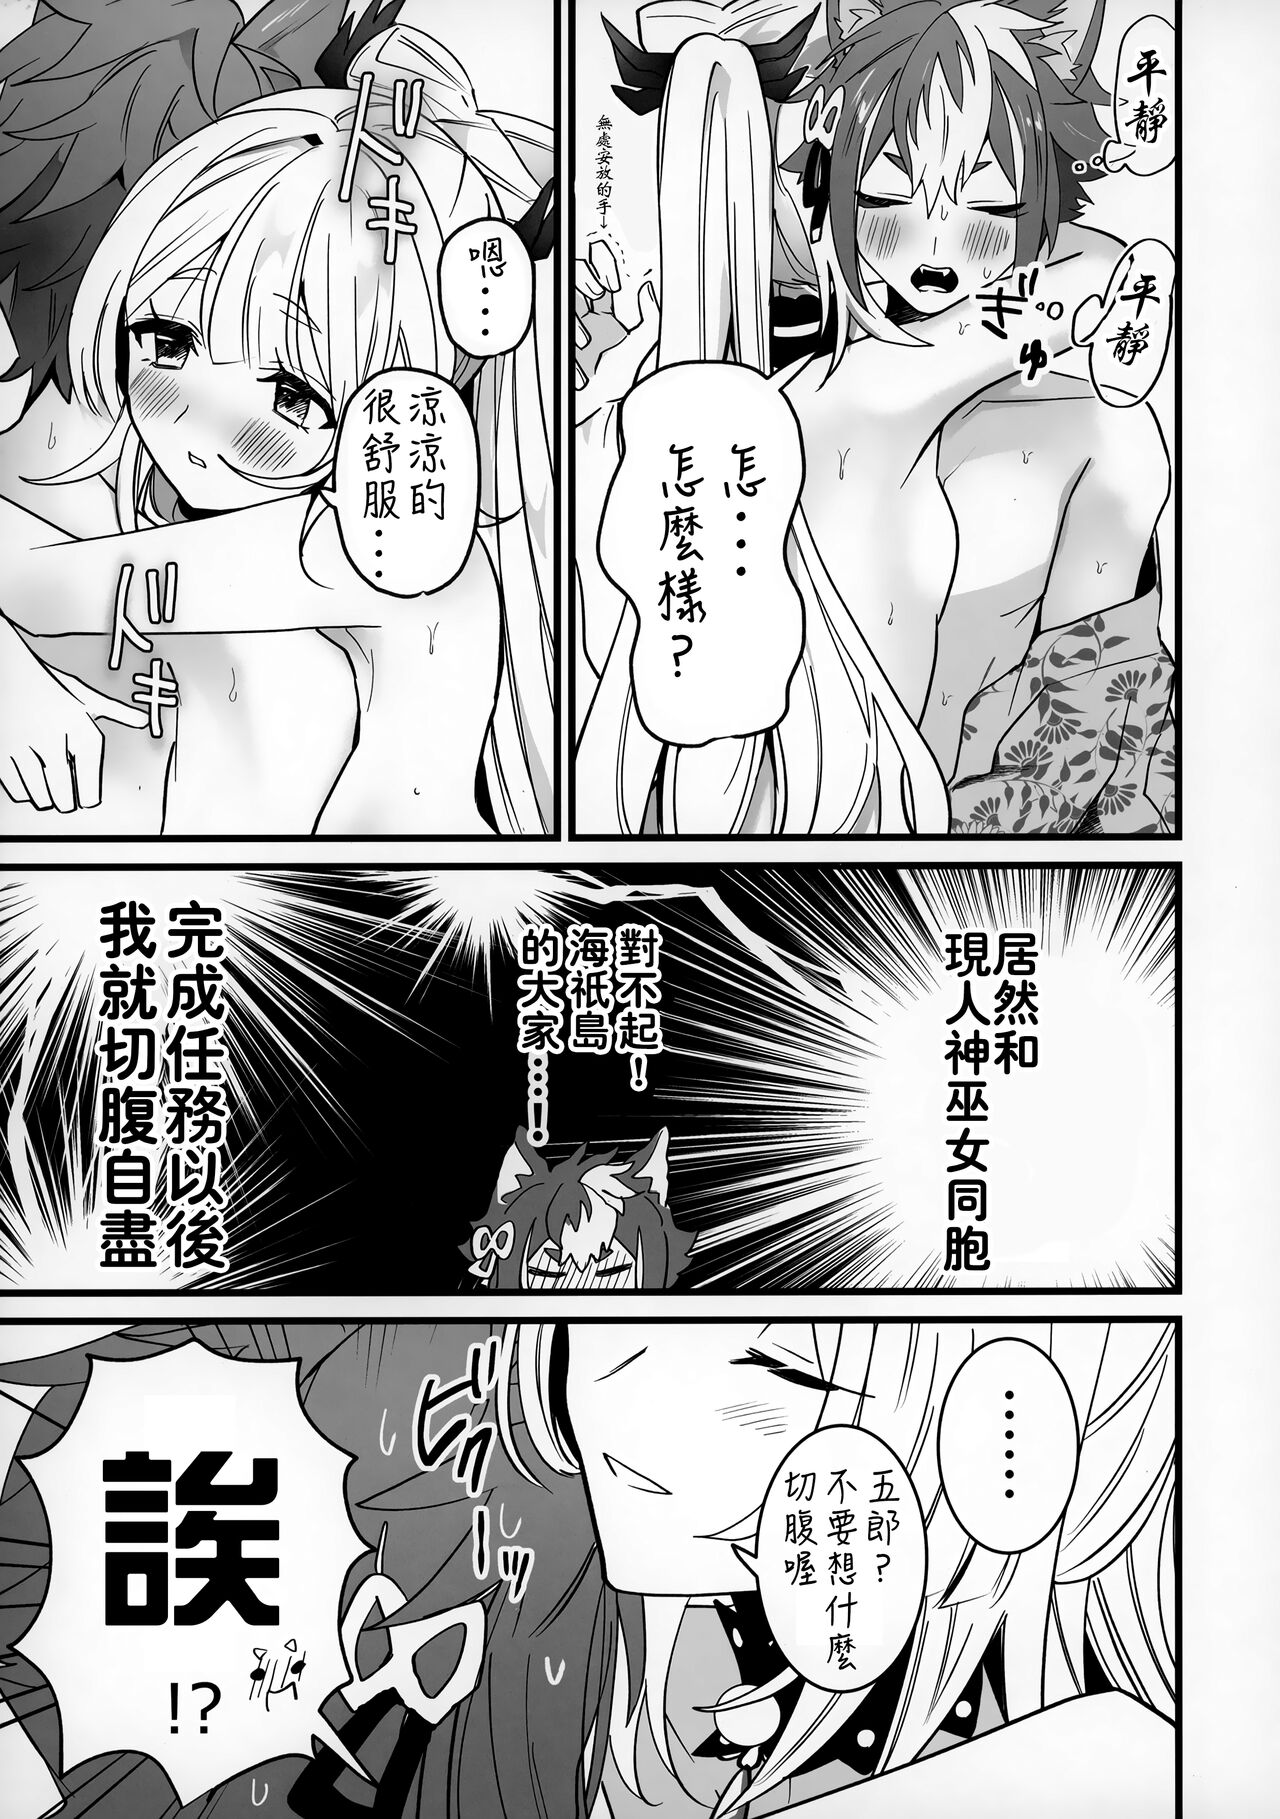 平靜
平靜
無處安放的手→
ぎゅ
怎‥‥
怎麼樣？
嗯‥‥
涼涼的
很舒服‥‥
ドキ
ドキ
居然和
現人神巫女同胞
對不起！
海祇島
的大家‥‥‥！
完成任務以後
我就切腹自盡
‥‥‥
五郎？
不要想什麼
切腹喔
ビクッ
誒
!?